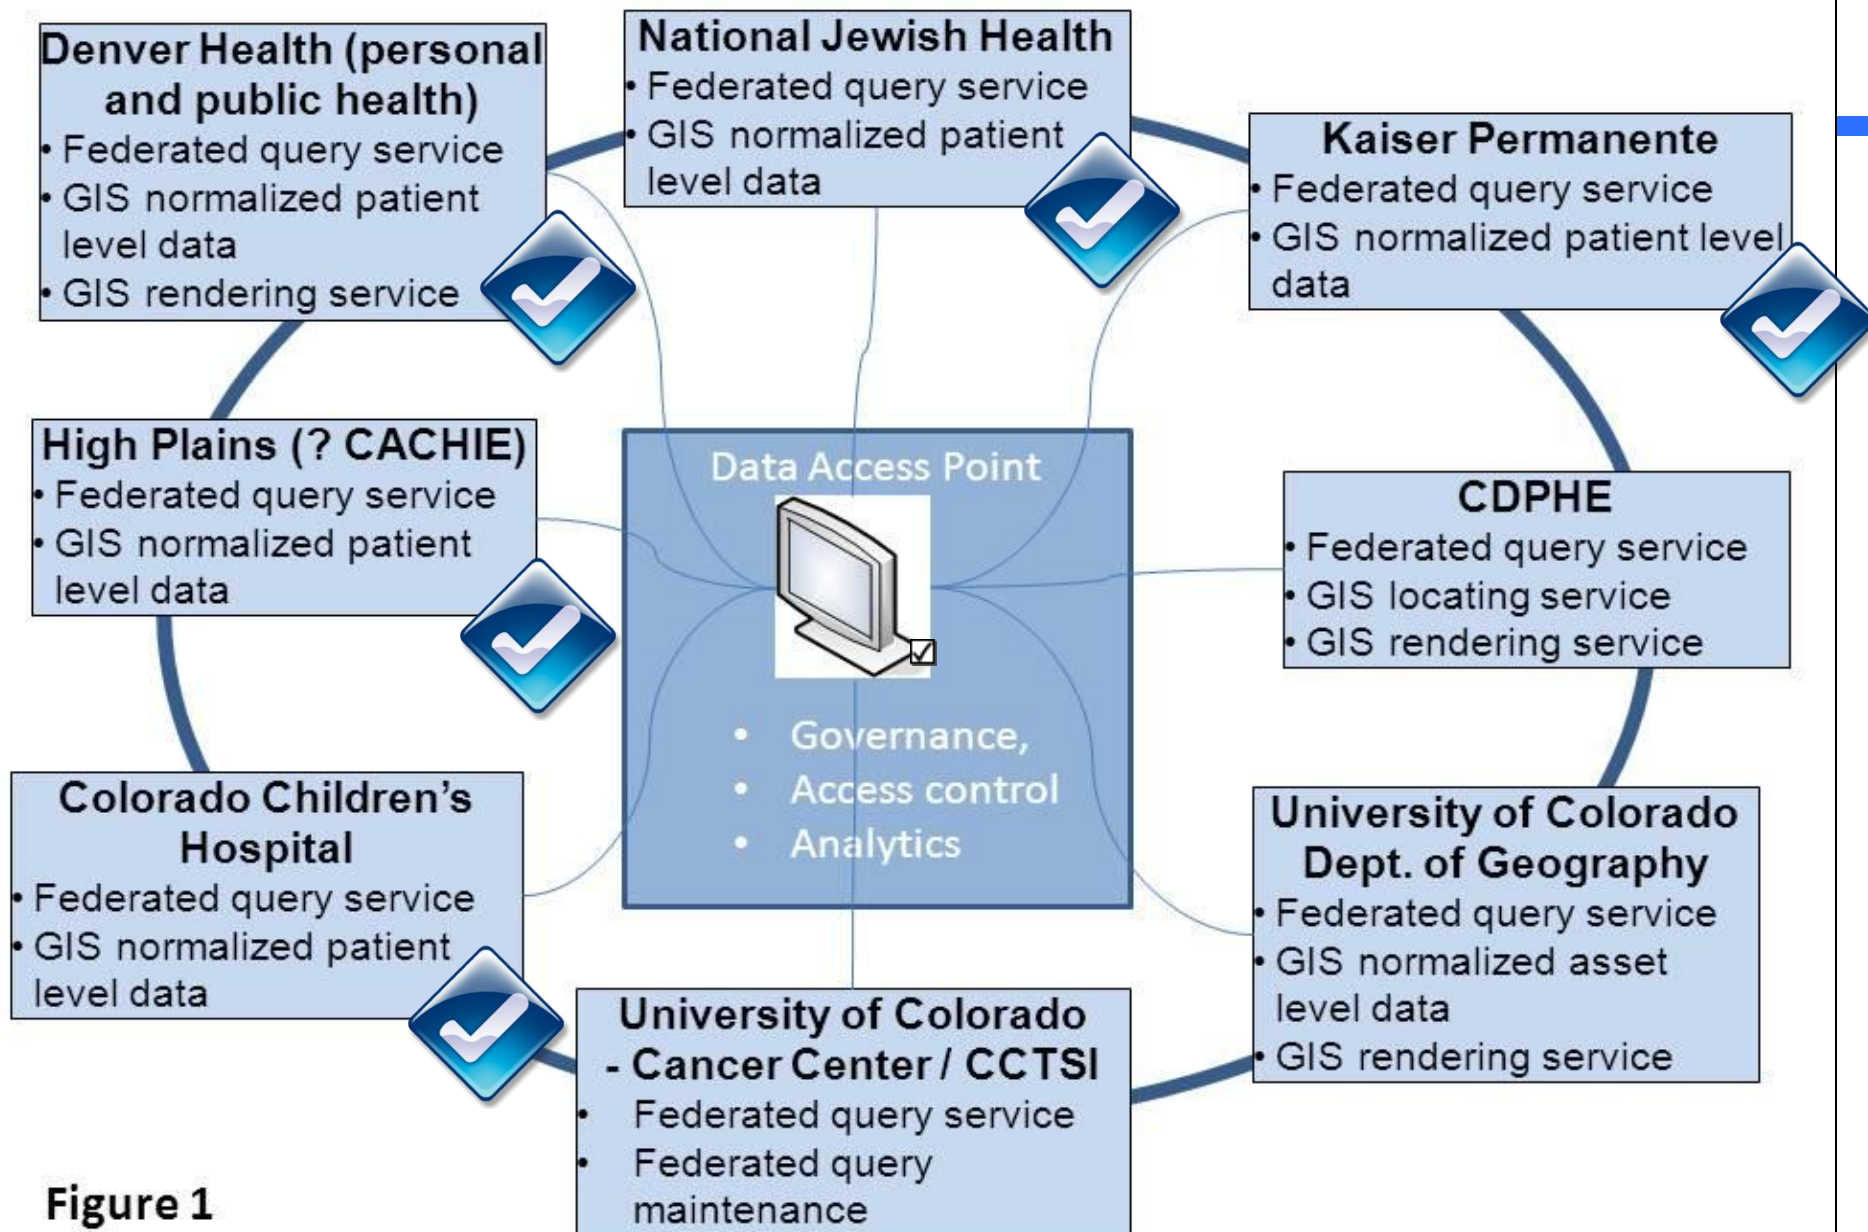 Denver Health (personal
and public health)
• Federated query service
• GIS normalized patient
level data
• GIS rendering service
National Jewish Health
• Federated query service
• GIS normalized patient
level data
Kaiser Permanente
• Federated query service
• GIS normalized patient level
data
High Plains (? CACHIE)
• Federated query service
• GIS normalized patient
level data
Data Access Point
• Governance,
• Access control
• Analytics
CDPHE
• Federated query service
• GIS locating service
• GIS rendering service
Colorado Children's
Hospital
• Federated query service
• GIS normalized patient
level data
University of Colorado
- Cancer Center / CCTSI
• Federated query service
• Federated query
maintenance
University of Colorado
Dept. of Geography
• Federated query service
• GIS normalized asset
level data
• GIS rendering service
Figure 1